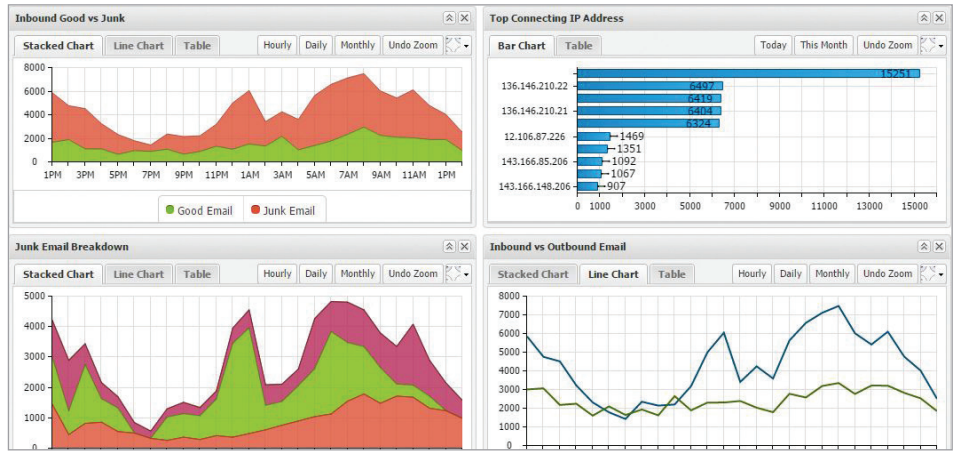 Inbound Good vs Junk
Stacked Chart Line Chart Table Hourly Daily Monthly Undo Zoom
8000
6000
4000
2000
0
1PM 3PM 5PM 7PM 9PM 11PM 1AM 3AM 5AM 7AM 9AM 11AM 1PM
Good Email Junk Email
Top Connecting IP Address
Bar Chart Table Today This Month Undo Zoom
15251
136.146.210.22 6497
6419
136.146.210.21 6404
6324
12.106.87.226 1469
1351
143.166.85.206 1092
1067
143.166.148.206 907
0 1000 3000 5000 7000 9000 11000 13000 15000
Junk Email Breakdown
Stacked Chart Line Chart Table Hourly Daily Monthly Undo Zoom
5000
4000
3000
2000
1000
0
Inbound vs Outbound Email
Stacked Chart Line Chart Table Hourly Daily Monthly Undo Zoom
8000
7000
6000
5000
4000
3000
2000
1000
0